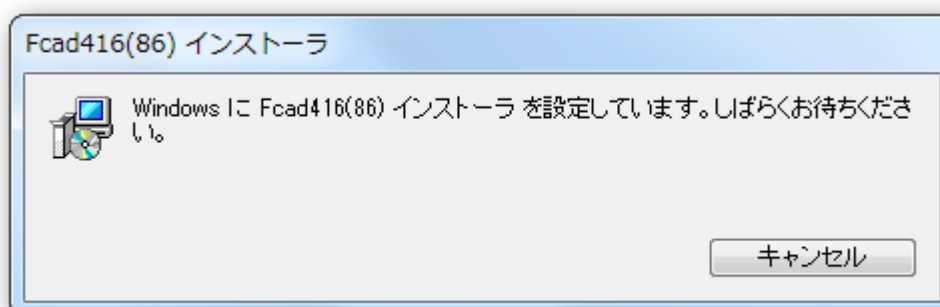 Fcad416(86) インストーラ
Windows に Fcad416(86) インストーラ を設定しています。しばらくお待ちくださ
い。
キャンセル